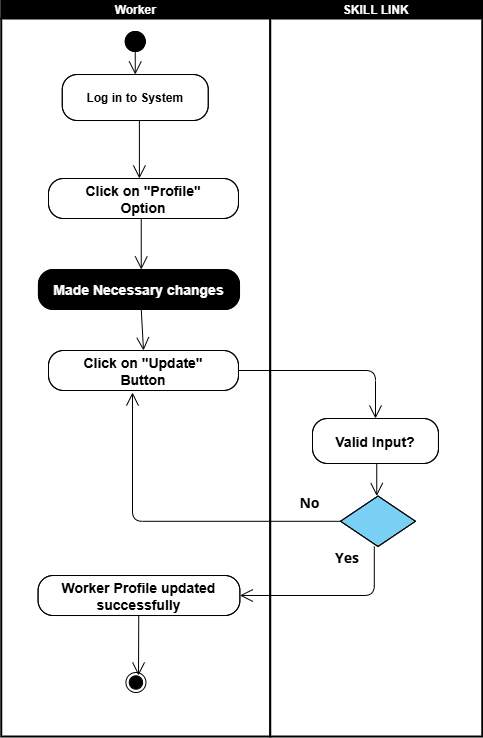 Worker
SKILL LINK
Log in to System
Click on "Profile"
Option
Made Necessary changes
Click on "Update"
Button
Valid Input?
No
Yes
Worker Profile updated
successfully